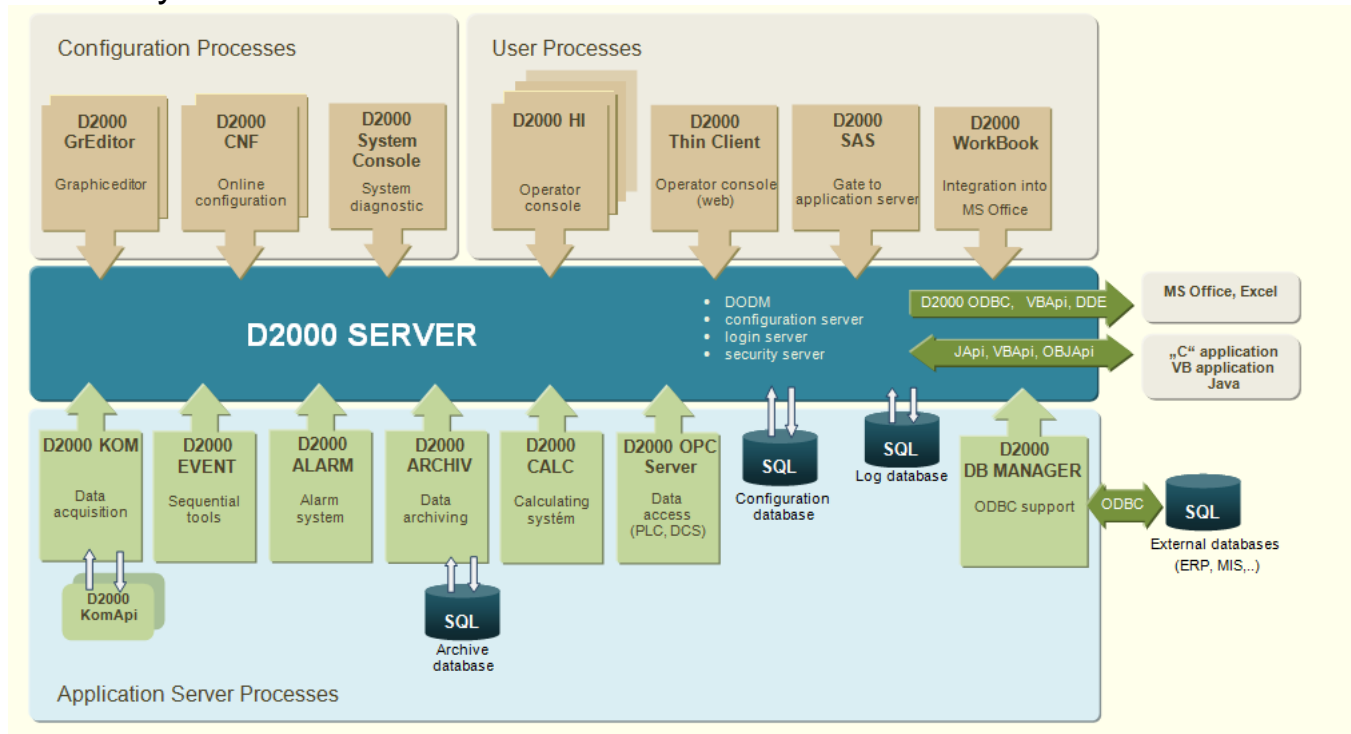 Configuration Processes
User Processes
D2000
GrEditor
Graphiceditor
D2000
CNF
Online
configuration
D2000
System
Console
System
diagnostic
D2000 HI
Operator
console
D2000
Thin Client
Operator console
(web)
D2000
SAS
Gate to
application server
D2000
WorkBook
Integration into
MS Office
D2000 SERVER
• DODM
• configuration server
• login server
• security server
D2000 ODBC, VBApi, DDE
MS Office, Excel
JApi, VBApi, OBJApi
„C“ application
VB application
Java
D2000 KOM
Data
acquisition
D2000
KomApi
D2000
EVENT
Sequential
tools
D2000
ALARM
Alarm
system
D2000
ARCHIV
Data
archiving
SQL
Archive
database
D2000
CALC
Calculating
systém
D2000 OPC
Server
Data
access
(PLC, DCS)
SQL
Configuration
database
SQL
Log database
D2000
DB MANAGER
ODBC support
ODBC
SQL
External databases
(ERP, MIS,..)
Application Server Processes